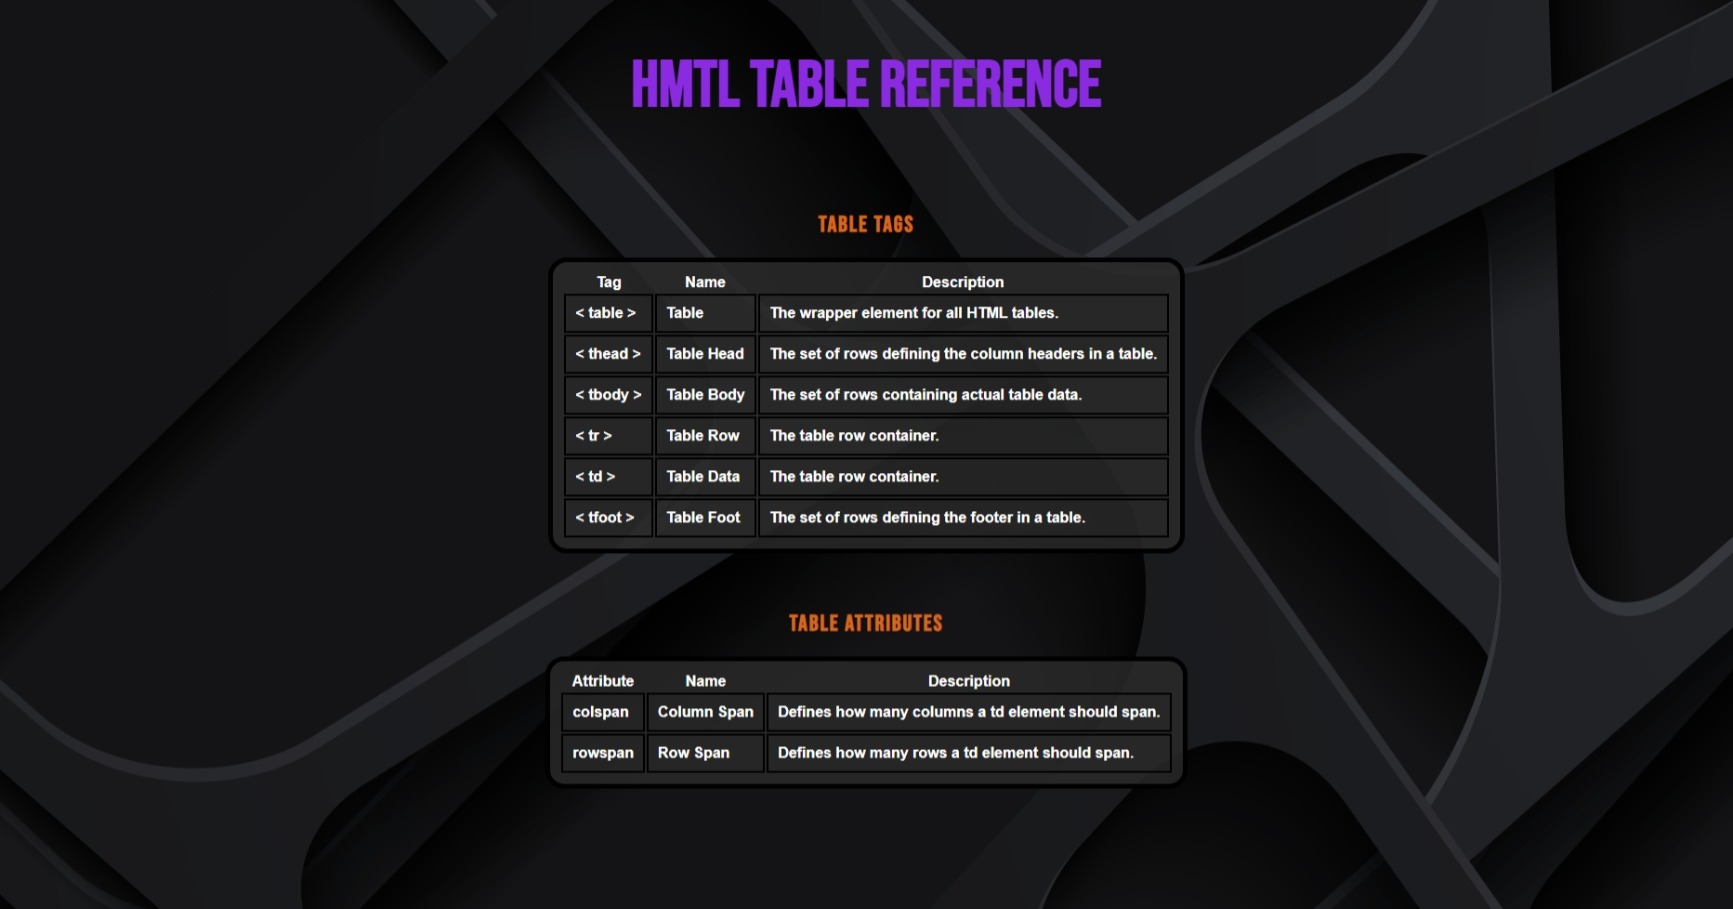 HMTL TABLE REFERENCE
TABLE TAGS
Tag Name Description
< table > Table The wrapper element for all HTML tables.
< thead > Table Head The set of rows defining the column headers in a table.
< tbody > Table Body The set of rows containing actual table data.
< tr > Table Row The table row container.
< td > Table Data The table row container.
< tfoot > Table Foot The set of rows defining the footer in a table.
TABLE ATTRIBUTES
Attribute Name Description
colspan Column Span Defines how many columns a td element should span.
rowspan Row Span Defines how many rows a td element should span.